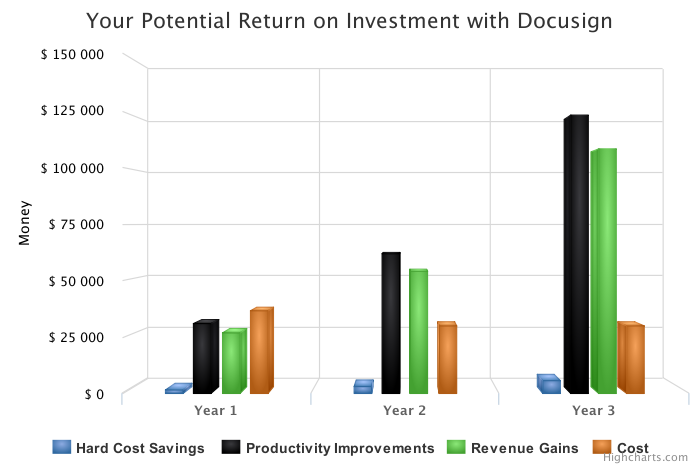 Your Potential Return on Investment with Docusign
$ 150 000
$ 125 000
$ 100 000
$ 75 000
$ 50 000
$ 25 000
$ 0
Money
Year 1 Year 2 Year 3
Hard Cost Savings Productivity Improvements Revenue Gains Cost
Highcharts.com